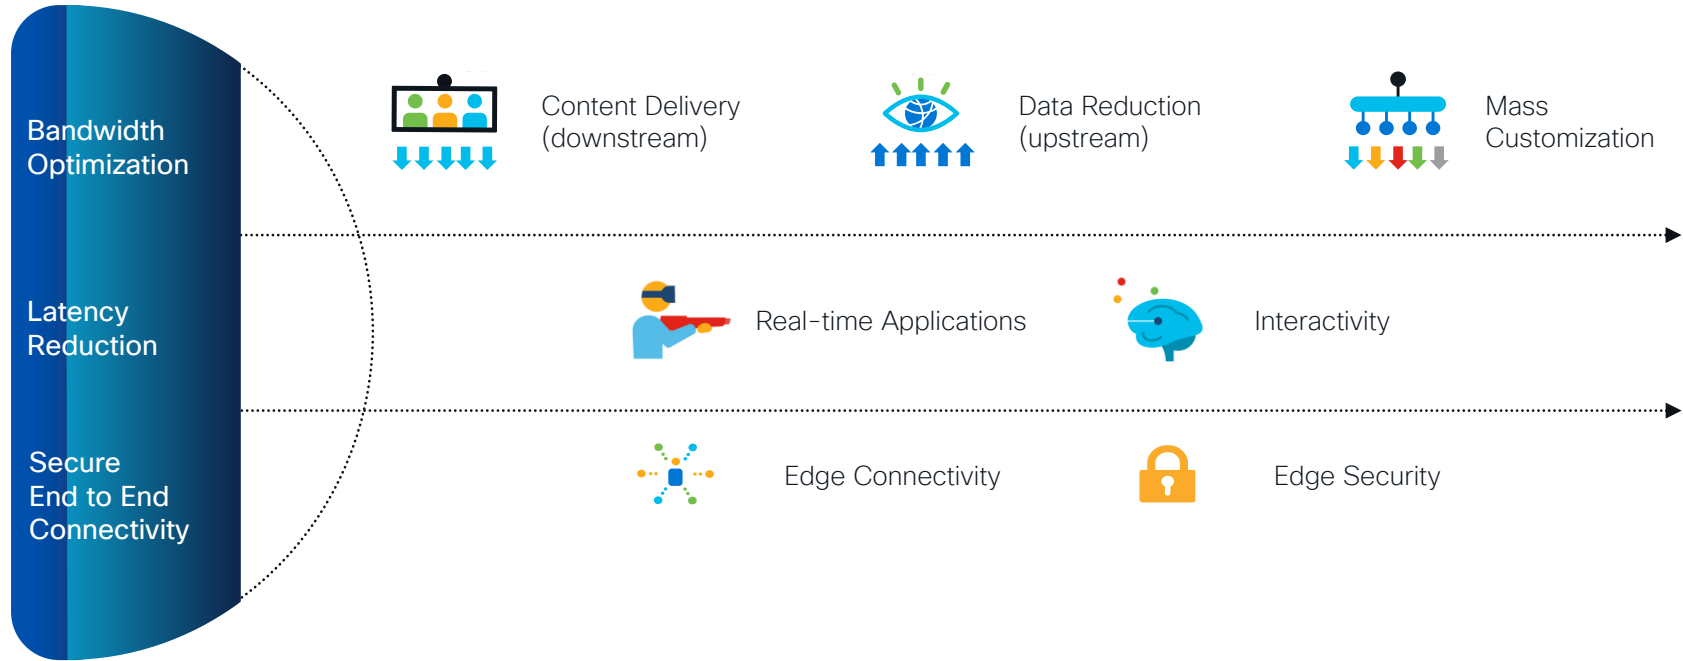 Bandwidth
Optimization
Content Delivery
(downstream)
Data Reduction
(upstream)
Mass
Customization
Latency
Reduction
Real-time Applications
Interactivity
Secure
End to End
Connectivity
Edge Connectivity
Edge Security